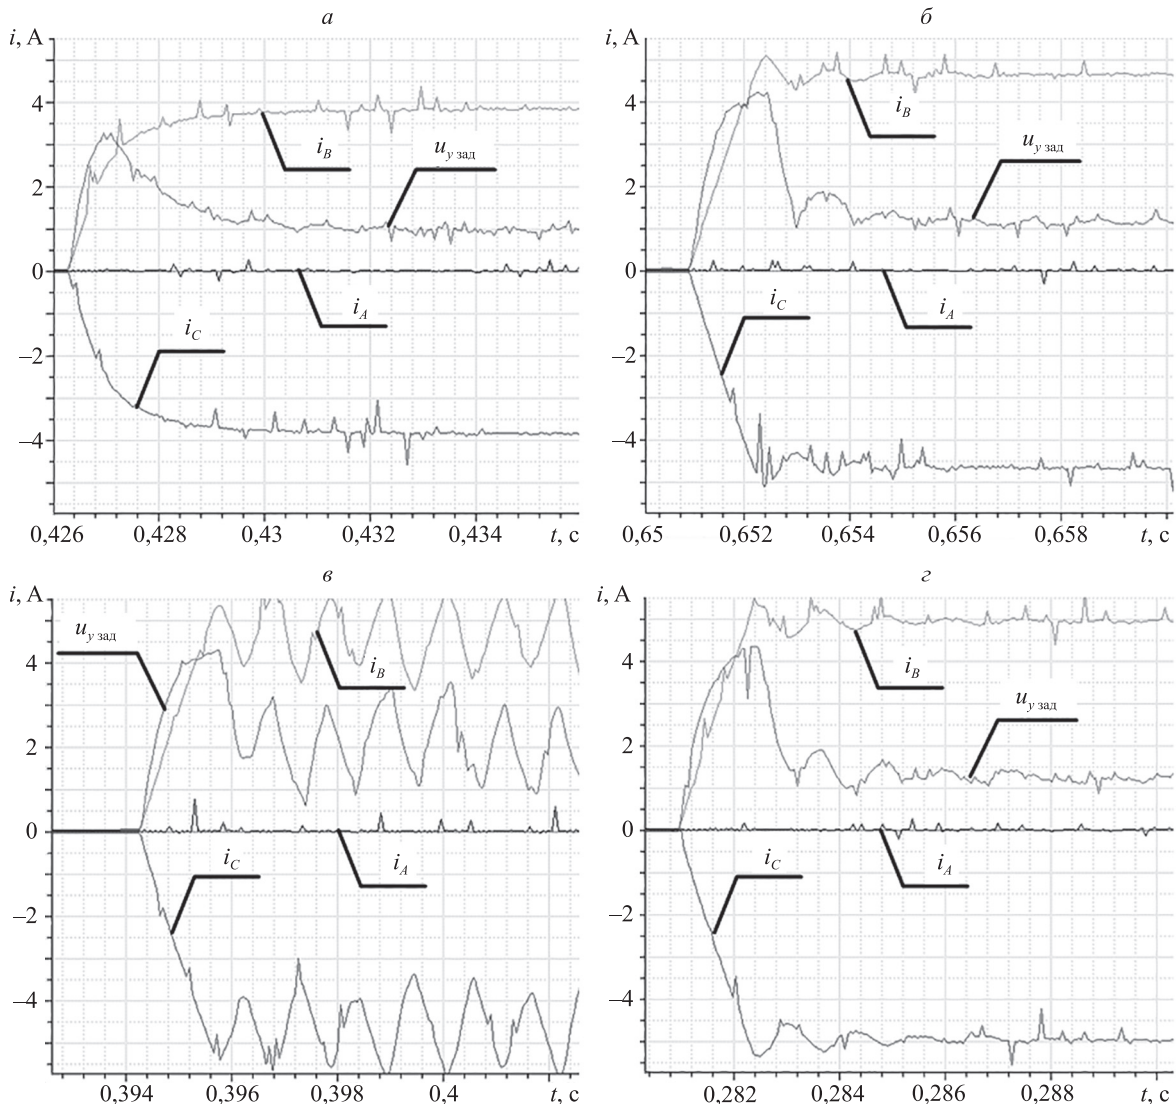 а
i, А
4
2
0
–2
–4
i_B
u_у зад
i_A
i_C
0,426 0,428 0,43 0,432 0,434 t, с
б
i, А
4
2
0
–2
–4
i_B
u_у зад
i_C
i_A
0,65 0,652 0,654 0,656 0,658 t, с
в
i, А
4
2
0
–2
–4
u_у зад
i_B
i_C
i_A
0,394 0,396 0,398 0,4 t, с
г
i, А
4
2
0
–2
–4
i_B
u_у зад
i_C
i_A
0,282 0,284 0,286 0,288 t, с